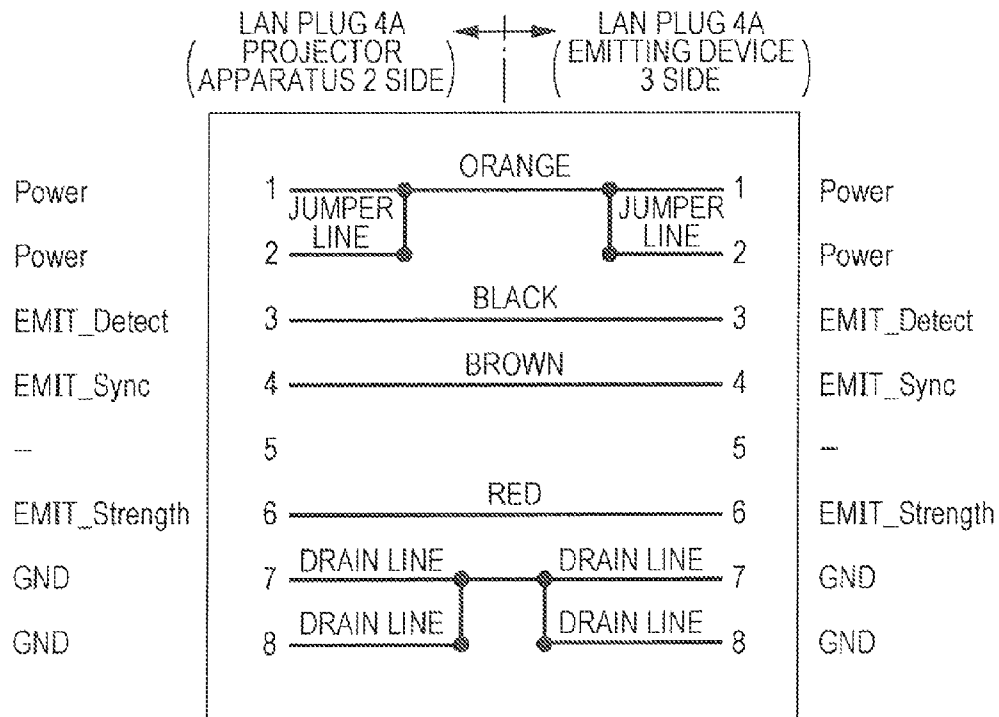 LAN PLUG 4A
(PROJECTOR
APPARATUS 2 SIDE)
LAN PLUG 4A
(EMITTING DEVICE
3 SIDE)
Power 1 ORANGE 1 Power
JUMPER LINE JUMPER LINE
Power 2 2 Power
EMIT_Detect 3 BLACK 3 EMIT_Detect
EMIT_Sync 4 BROWN 4 EMIT_Sync
— 5 5 —
EMIT_Strength 6 RED 6 EMIT_Strength
GND 7 DRAIN LINE DRAIN LINE 7 GND
GND 8 DRAIN LINE DRAIN LINE 8 GND